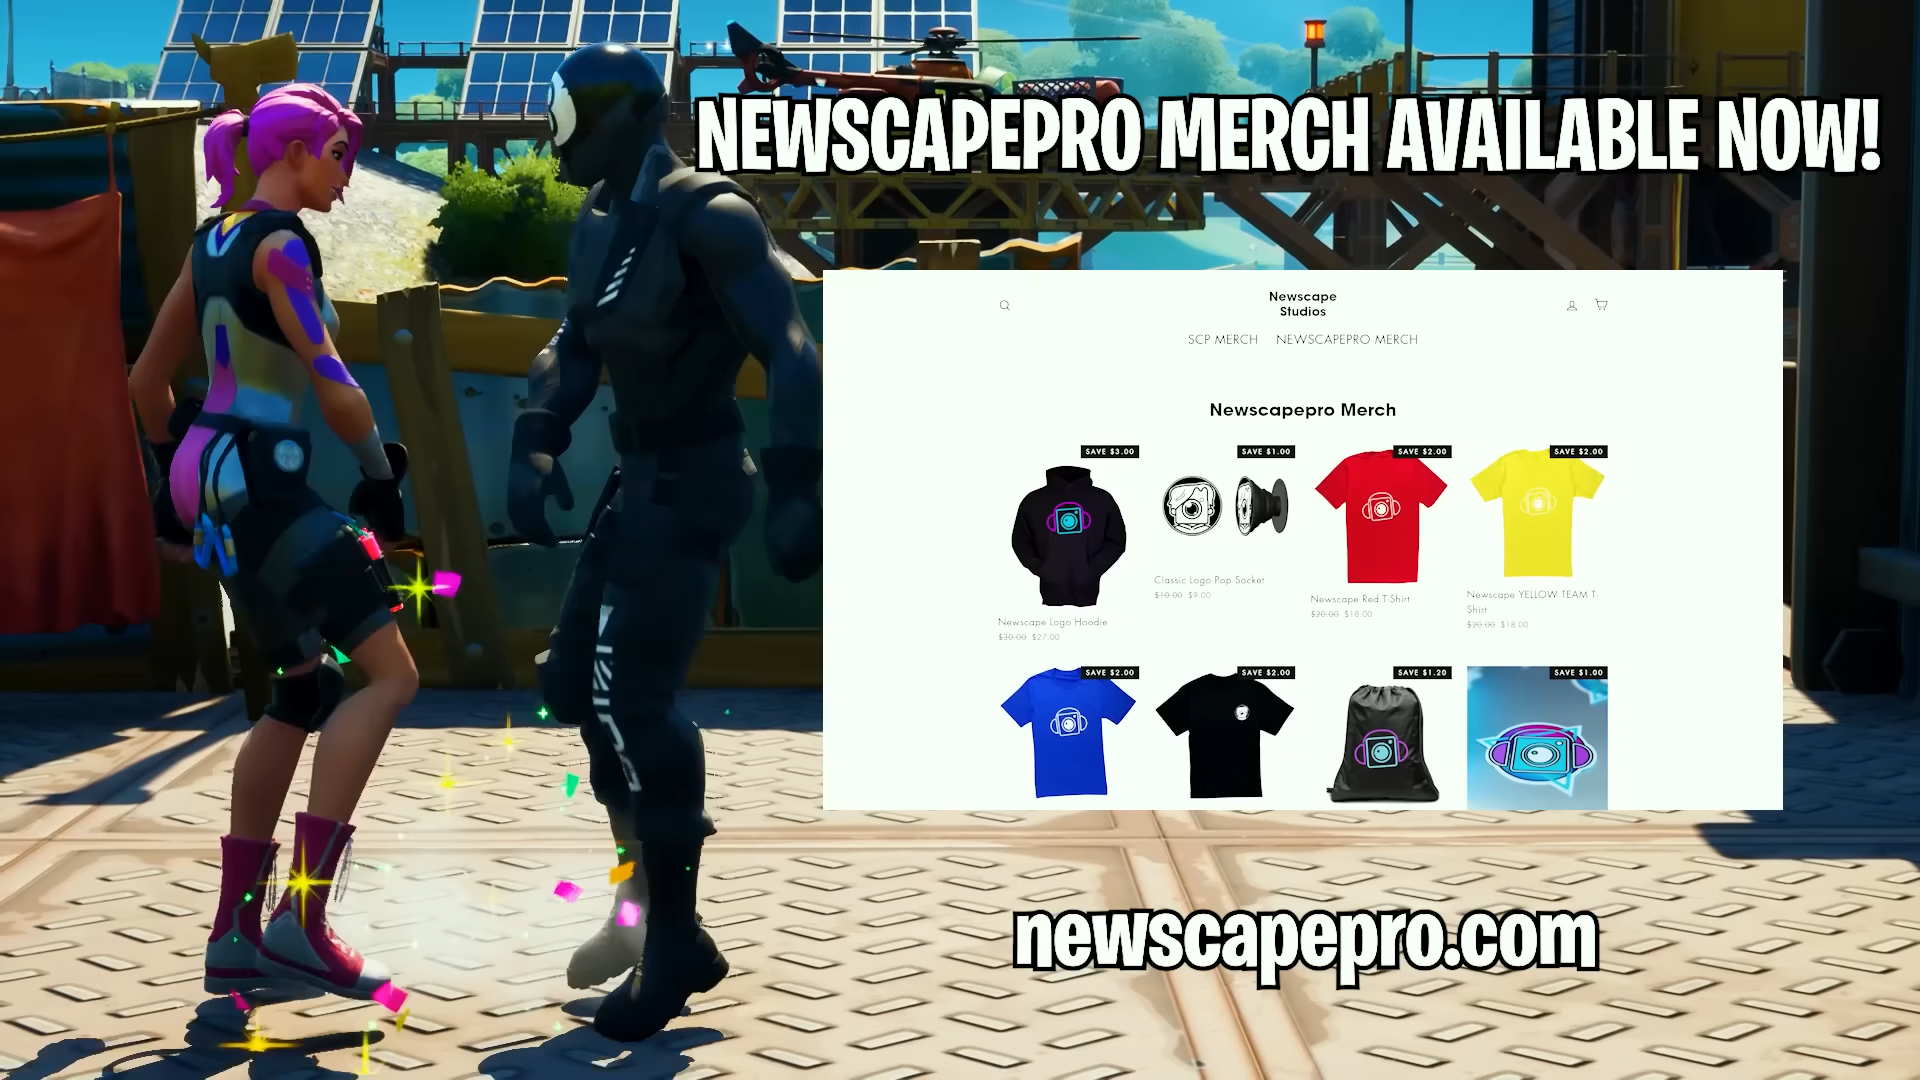 NEWSCAPEPRO MERCH AVAILABLE NOW!
Newscape
Studios
SCP MERCH NEWSCAPEPRO MERCH
Newscapepro Merch
SAVE $3.00 SAVE $1.00 SAVE $2.00 SAVE $2.00
Classic Logo Pop Socket
$10.00 $9.00
Newscape Red T-Shirt
$20.00 $18.00
Newscape YELLOW TEAM T-
Shirt
$20.00 $18.00
Newscape Logo Hoodie
$30.00 $27.00
SAVE $2.00 SAVE $2.00 SAVE $1.20 SAVE $1.00
newscapepro.com